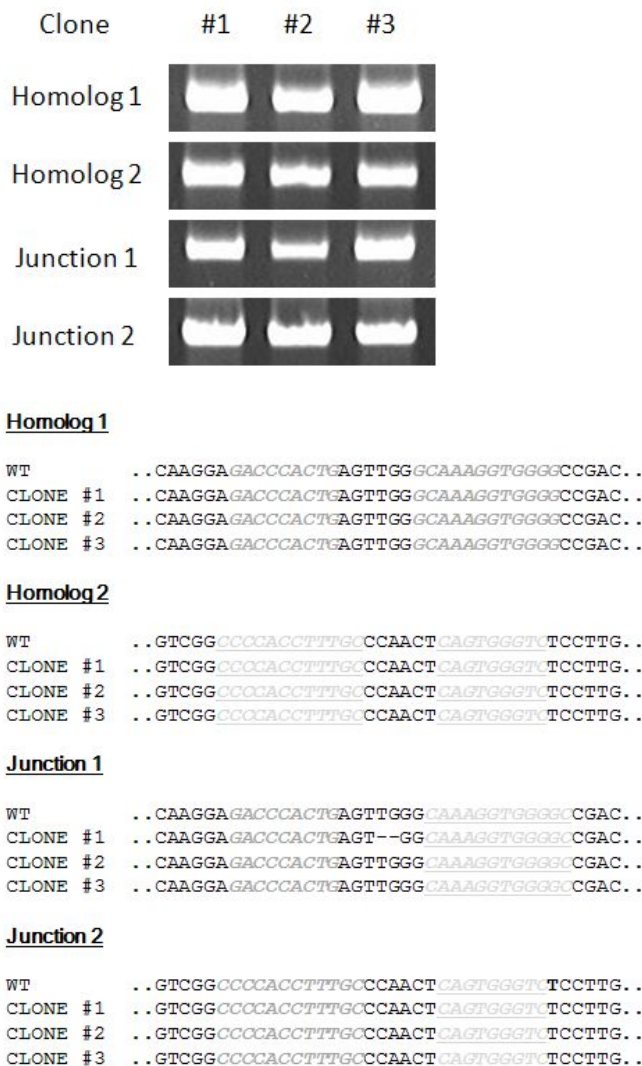 Clone #1 #2 #3
Homolog 1
Homolog 2
Junction 1
Junction 2
Homolog 1
WT ..CAAGGAGACCCACTGAGTTGGGCAAAGGTGGGGCCGAC..
CLONE #1 ..CAAGGAGACCCACTGAGTTGGGCAAAGGTGGGGCCGAC..
CLONE #2 ..CAAGGAGACCCACTGAGTTGGGCAAAGGTGGGGCCGAC..
CLONE #3 ..CAAGGAGACCCACTGAGTTGGGCAAAGGTGGGGCCGAC..
Homolog 2
WT ..GTCGGCCCCACCTTTGCCCAACTCAGTGGGTCTCCTTG..
CLONE #1 ..GTCGGCCCCACCTTTGCCCAACTCAGTGGGTCTCCTTG..
CLONE #2 ..GTCGGCCCCACCTTTGCCCAACTCAGTGGGTCTCCTTG..
CLONE #3 ..GTCGGCCCCACCTTTGCCCAACTCAGTGGGTCTCCTTG..
Junction 1
WT ..CAAGGAGACCCACTGAGTTGGGCAAAGGTGGGGCCGAC..
CLONE #1 ..CAAGGAGACCCACTGAGT--GGCAAAGGTGGGGCCGAC..
CLONE #2 ..CAAGGAGACCCACTGAGTTGGGCAAAGGTGGGGCCGAC..
CLONE #3 ..CAAGGAGACCCACTGAGTTGGGCAAAGGTGGGGCCGAC..
Junction 2
WT ..GTCGGCCCCACCTTTGCCCAACTCAGTGGGTCTCCTTG..
CLONE #1 ..GTCGGCCCCACCTTTGCCCAACTCAGTGGGTCTCCTTG..
CLONE #2 ..GTCGGCCCCACCTTTGCCCAACTCAGTGGGTCTCCTTG..
CLONE #3 ..GTCGGCCCCACCTTTGCCCAACTCAGTGGGTCTCCTTG..